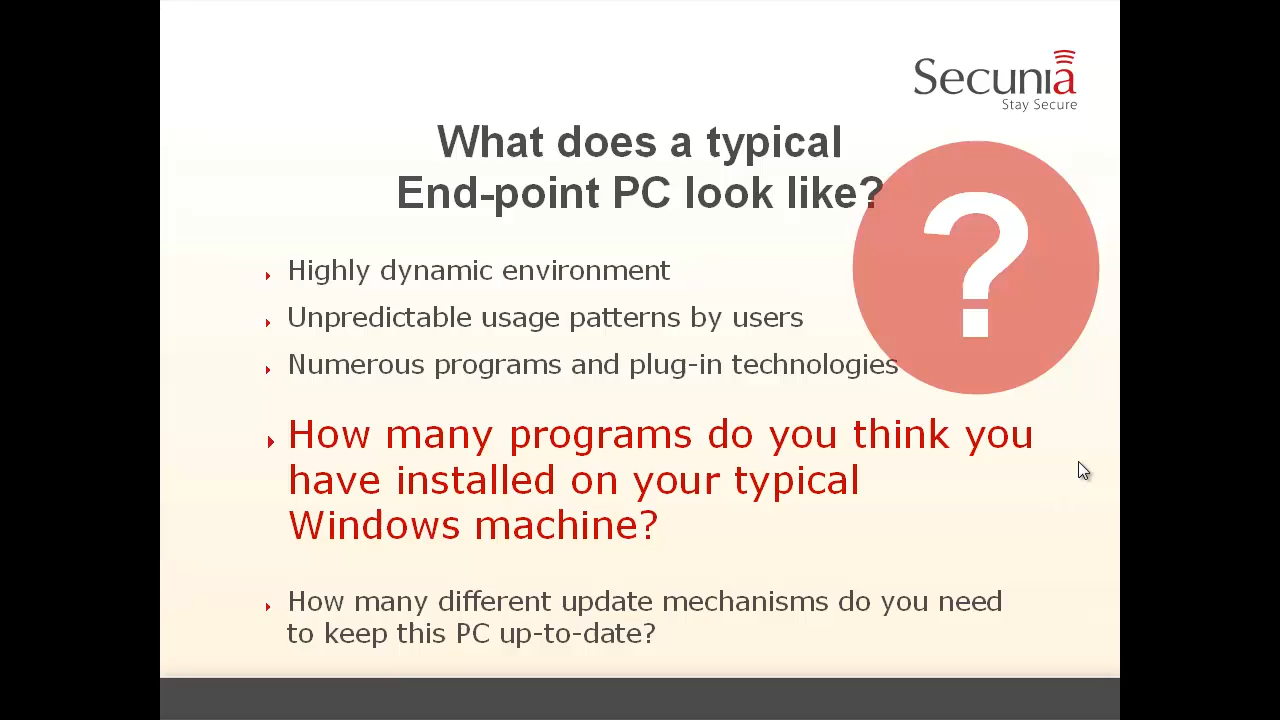 Secunia
Stay Secure
What does a typical
End-point PC look like?
?
Highly dynamic environment
Unpredictable usage patterns by users
Numerous programs and plug-in technologies
How many programs do you think you
have installed on your typical
Windows machine?
How many different update mechanisms do you need
to keep this PC up-to-date?